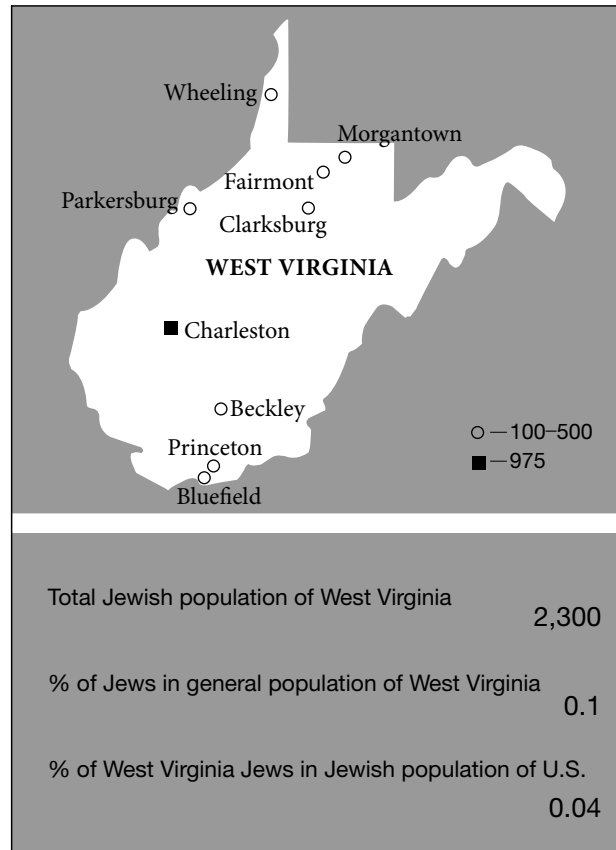 Wheeling
Morgantown
Fairmont
Parkersburg
Clarksburg
WEST VIRGINIA
Charleston
Beckley
—100–500
Princeton
—975
Bluefield
Total Jewish population of West Virginia
2,300
% of Jews in general population of West Virginia
0.1
% of West Virginia Jews in Jewish population of U.S.
0.04